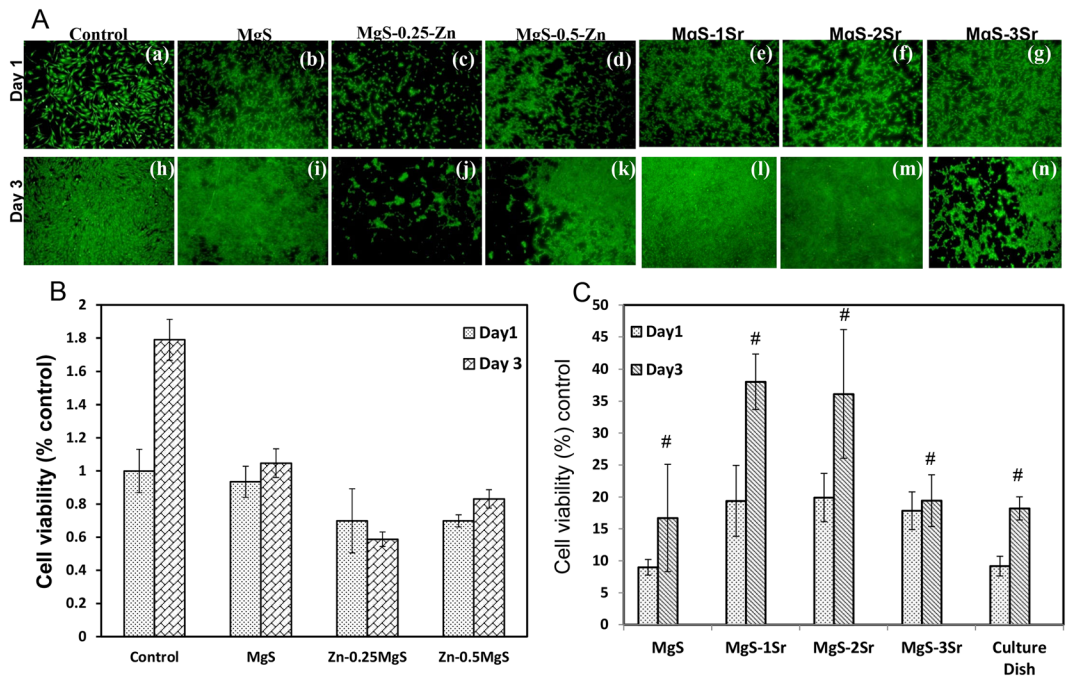 A
Control MgS MgS-0.25-Zn MgS-0.5-Zn MgS-1Sr MgS-2Sr MgS-3Sr
Day 1
(a) (b) (c) (d) (e) (f) (g)
Day 3
(h) (i) (j) (k) (l) (m) (n)
B
Cell viability (% control)
2
1.8
1.6
1.4
1.2
1
0.8
0.6
0.4
0.2
0
Day1
Day 3
Control MgS Zn-0.25MgS Zn-0.5MgS
C
Cell viability (%) control
50
45
40
35
30
25
20
15
10
5
0
Day1
Day3
# # # # #
MgS MgS-1Sr MgS-2Sr MgS-3Sr Culture
Dish